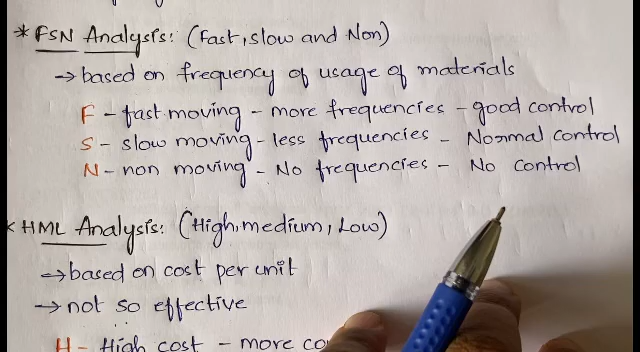 * FSN Analysis: (Fast, slow and Non)
→ based on frequency of usage of materials
F - fast moving - more frequencies - good control
S - slow moving - less frequencies - Normal control
N - non moving - No frequencies - No control
HML Analysis: (High, medium, Low)
→ based on cost per unit
→ not so effective
H - High cost - more